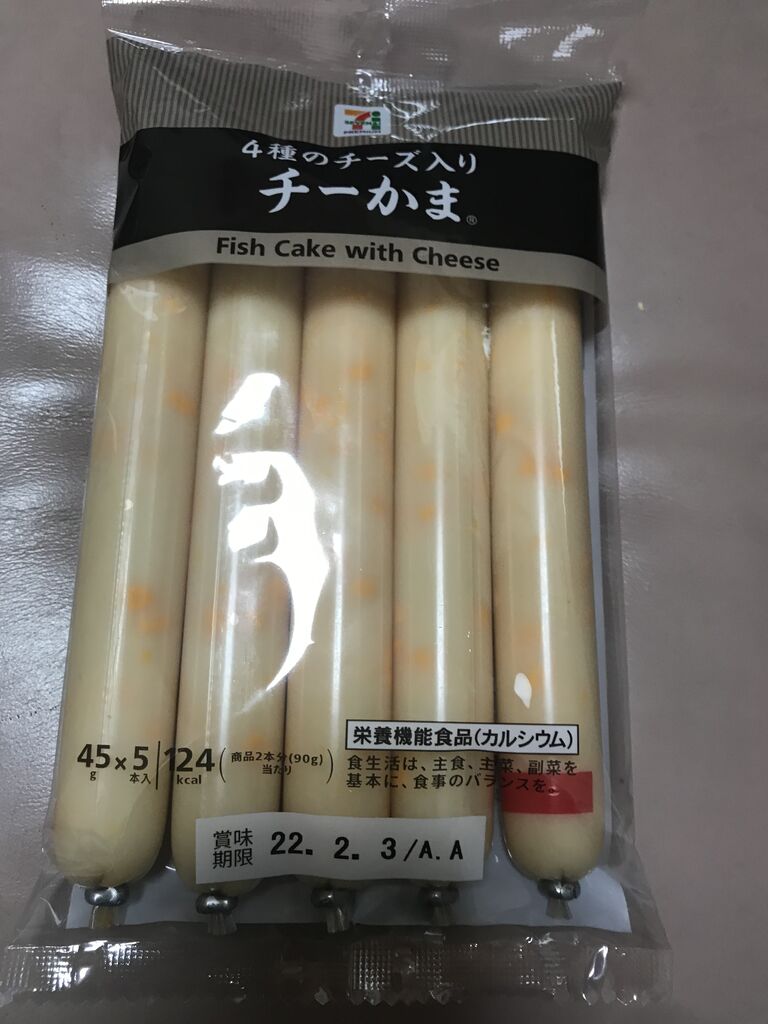 SEVEN
PREMIUM
4種のチーズ入り
チーかま®
Fish Cake with Cheese
45g×5本入 124kcal (商品2本分(90g)当たり)
栄養機能食品(カルシウム)
食生活は、主食、主菜、副菜を
基本に、食事のバランスを。
賞味期限 22. 2. 3/A.A